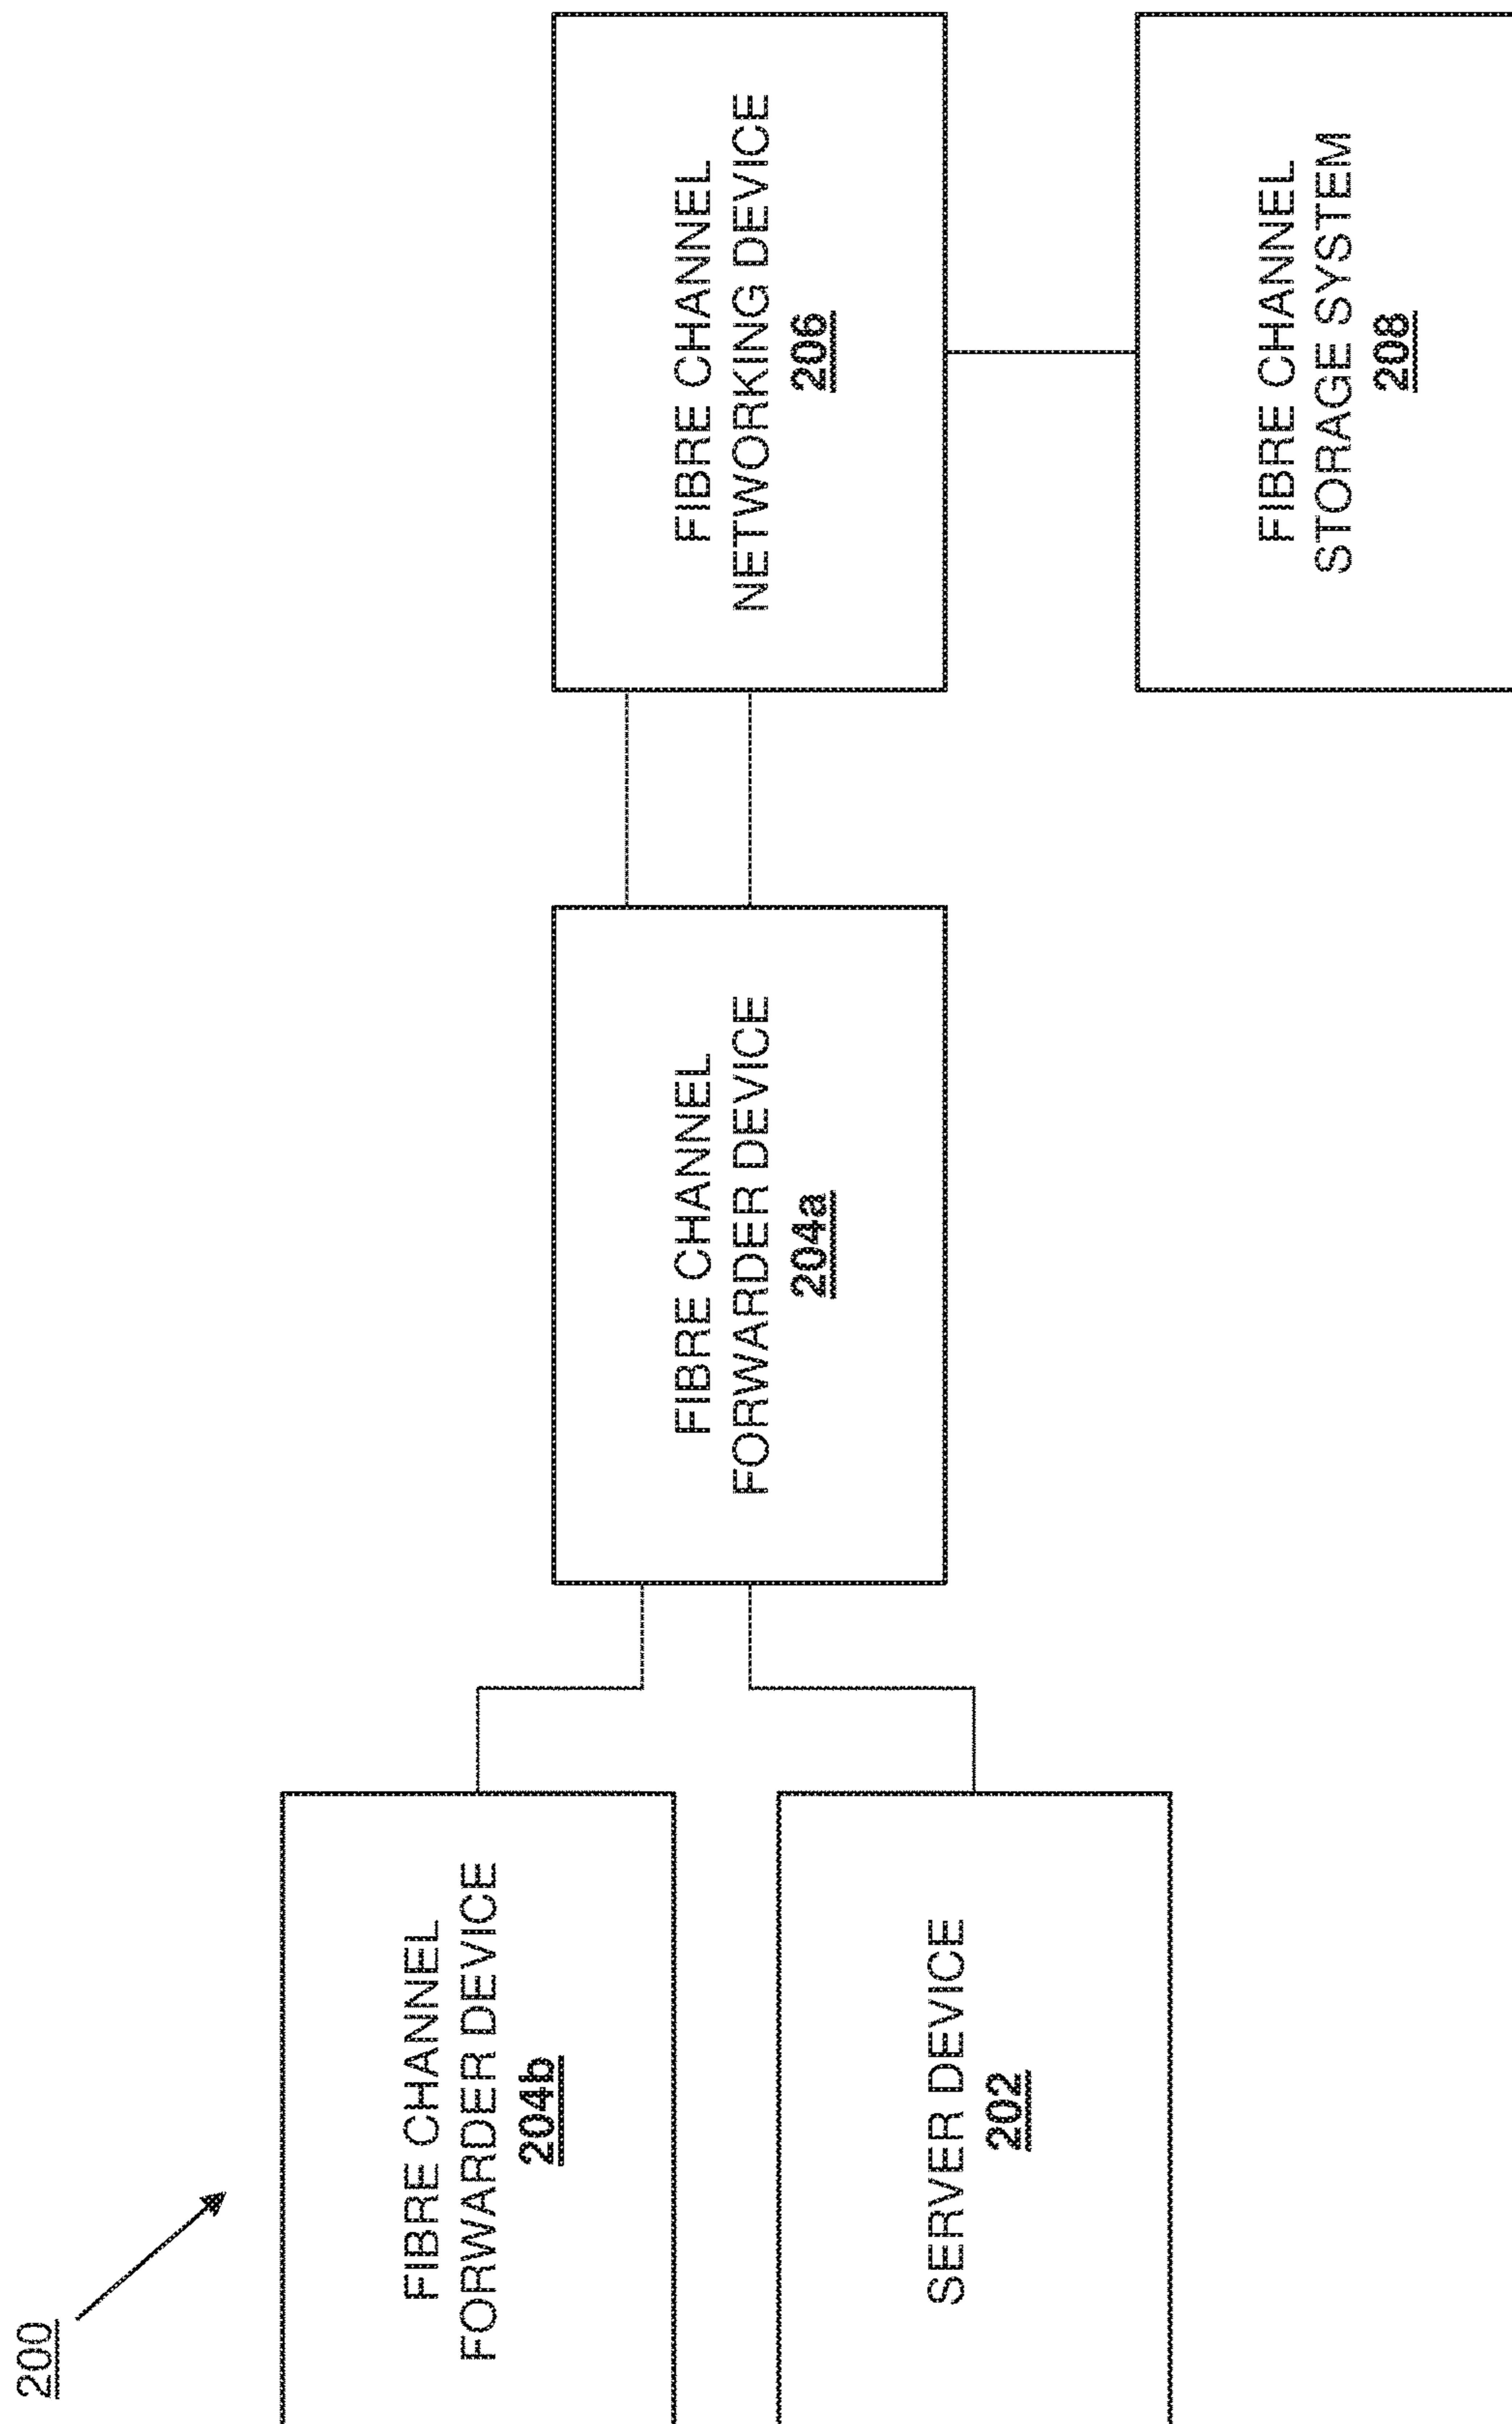 200
FIBRE CHANNEL
FORWARDER DEVICE
204b
SERVER DEVICE
202
FIBRE CHANNEL
FORWARDER DEVICE
204a
FIBRE CHANNEL
NETWORKING DEVICE
206
FIBRE CHANNEL
STORAGE SYSTEM
208